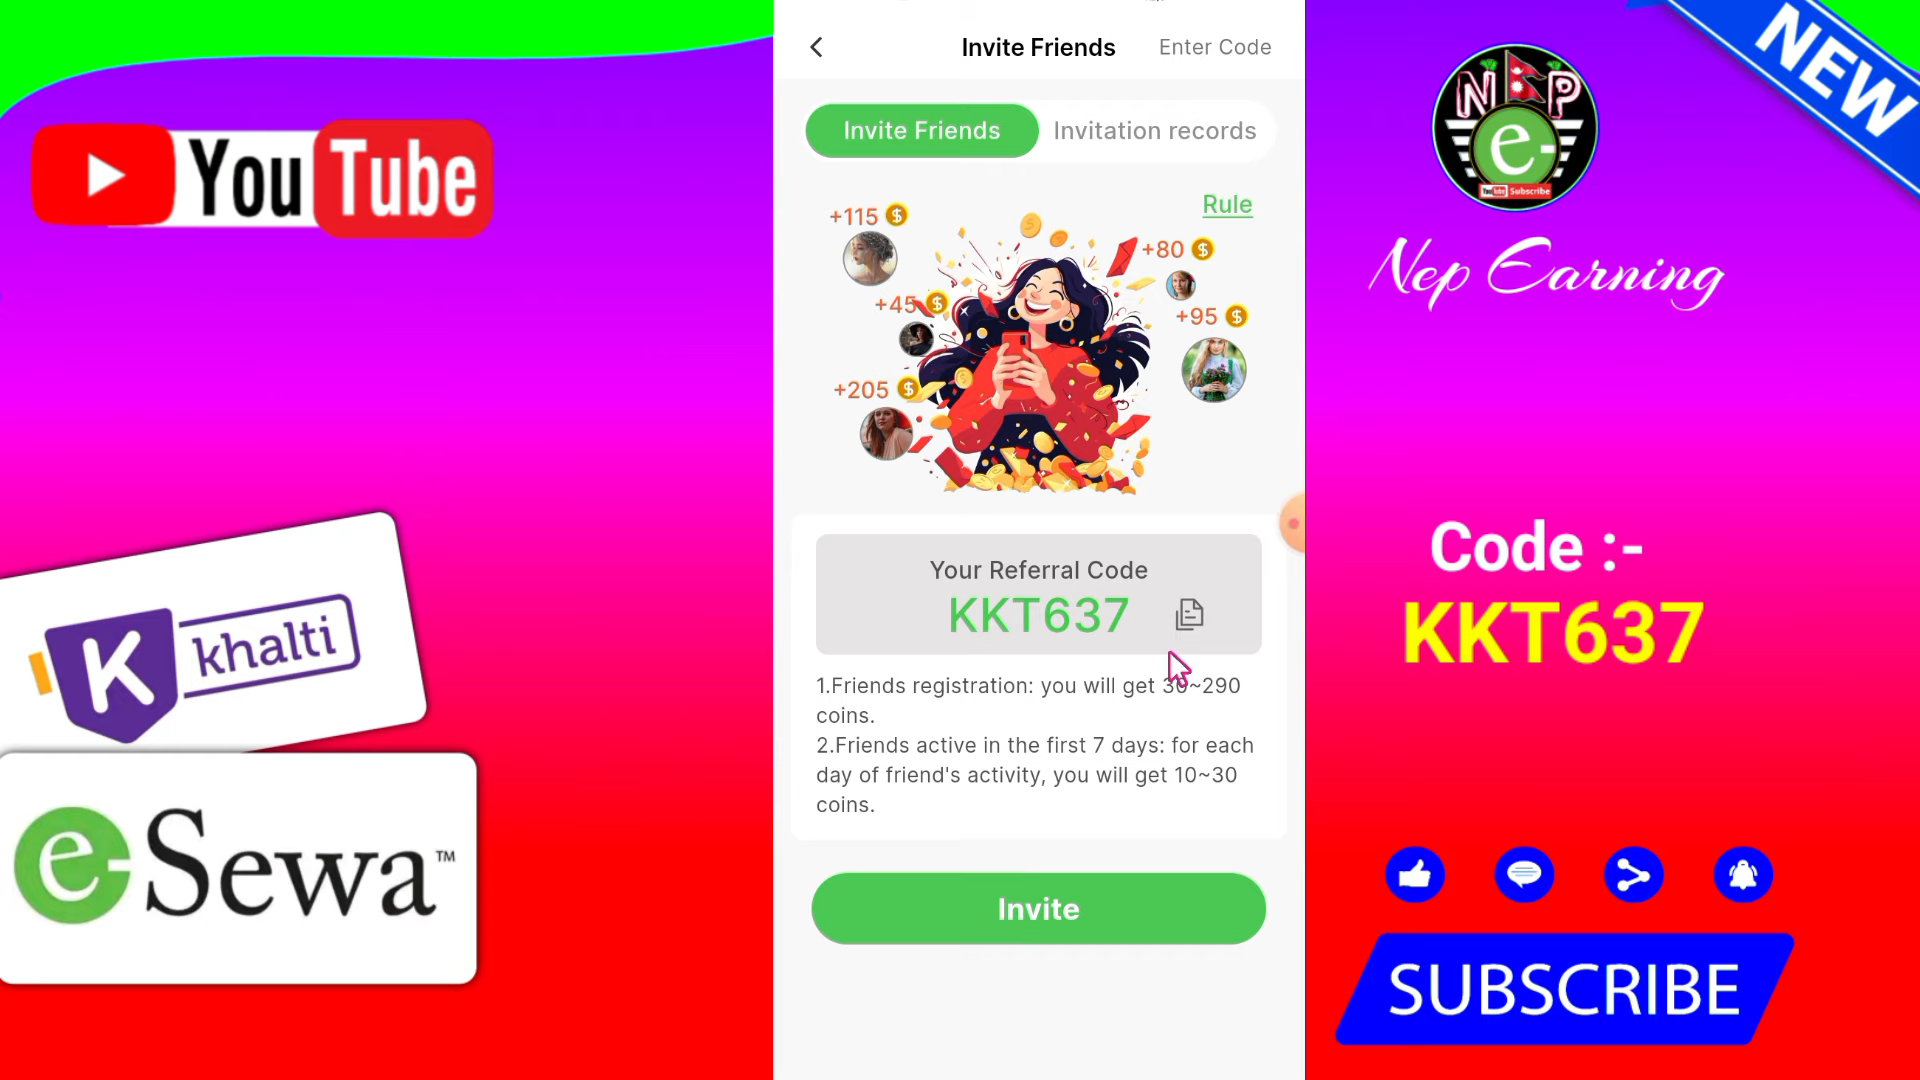 YouTube
khalti
e-Sewa™
Invite Friends
Enter Code
Invite Friends
Invitation records
Rule
+115
+80
+45
+95
+205
Your Referral Code
KKT637
1.Friends registration: you will get 30~290
coins.
2.Friends active in the first 7 days: for each
day of friend's activity, you will get 10~30
coins.
Invite
NEW
NEP
e-
YouTube Subscribe
Nep Earning
Code :-
KKT637
SUBSCRIBE